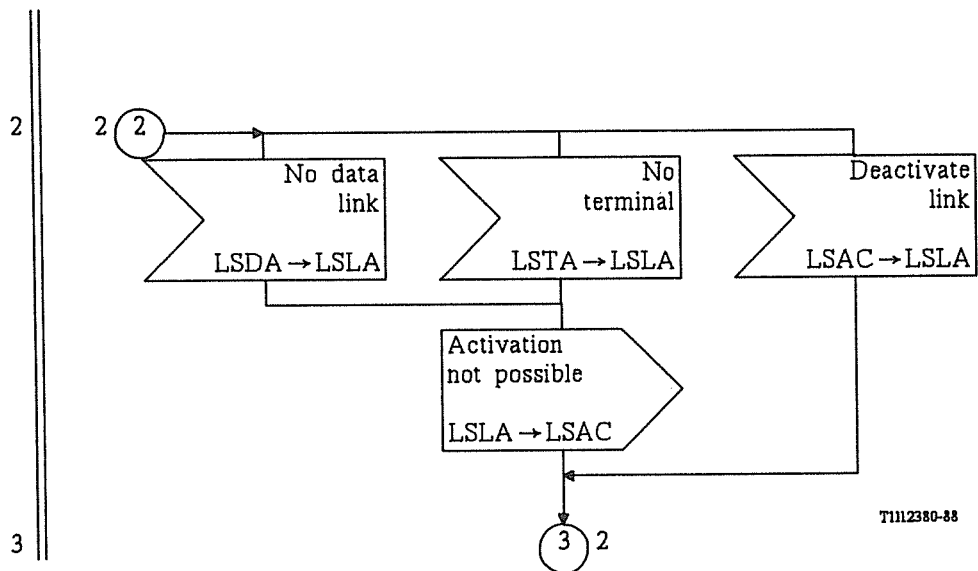 2 2 2
No data
link
LSDA → LSLA
No
terminal
LSTA → LSLA
Deactivate
link
LSAC → LSLA
Activation
not possible
LSLA → LSAC
T1112380-88
3 3 2